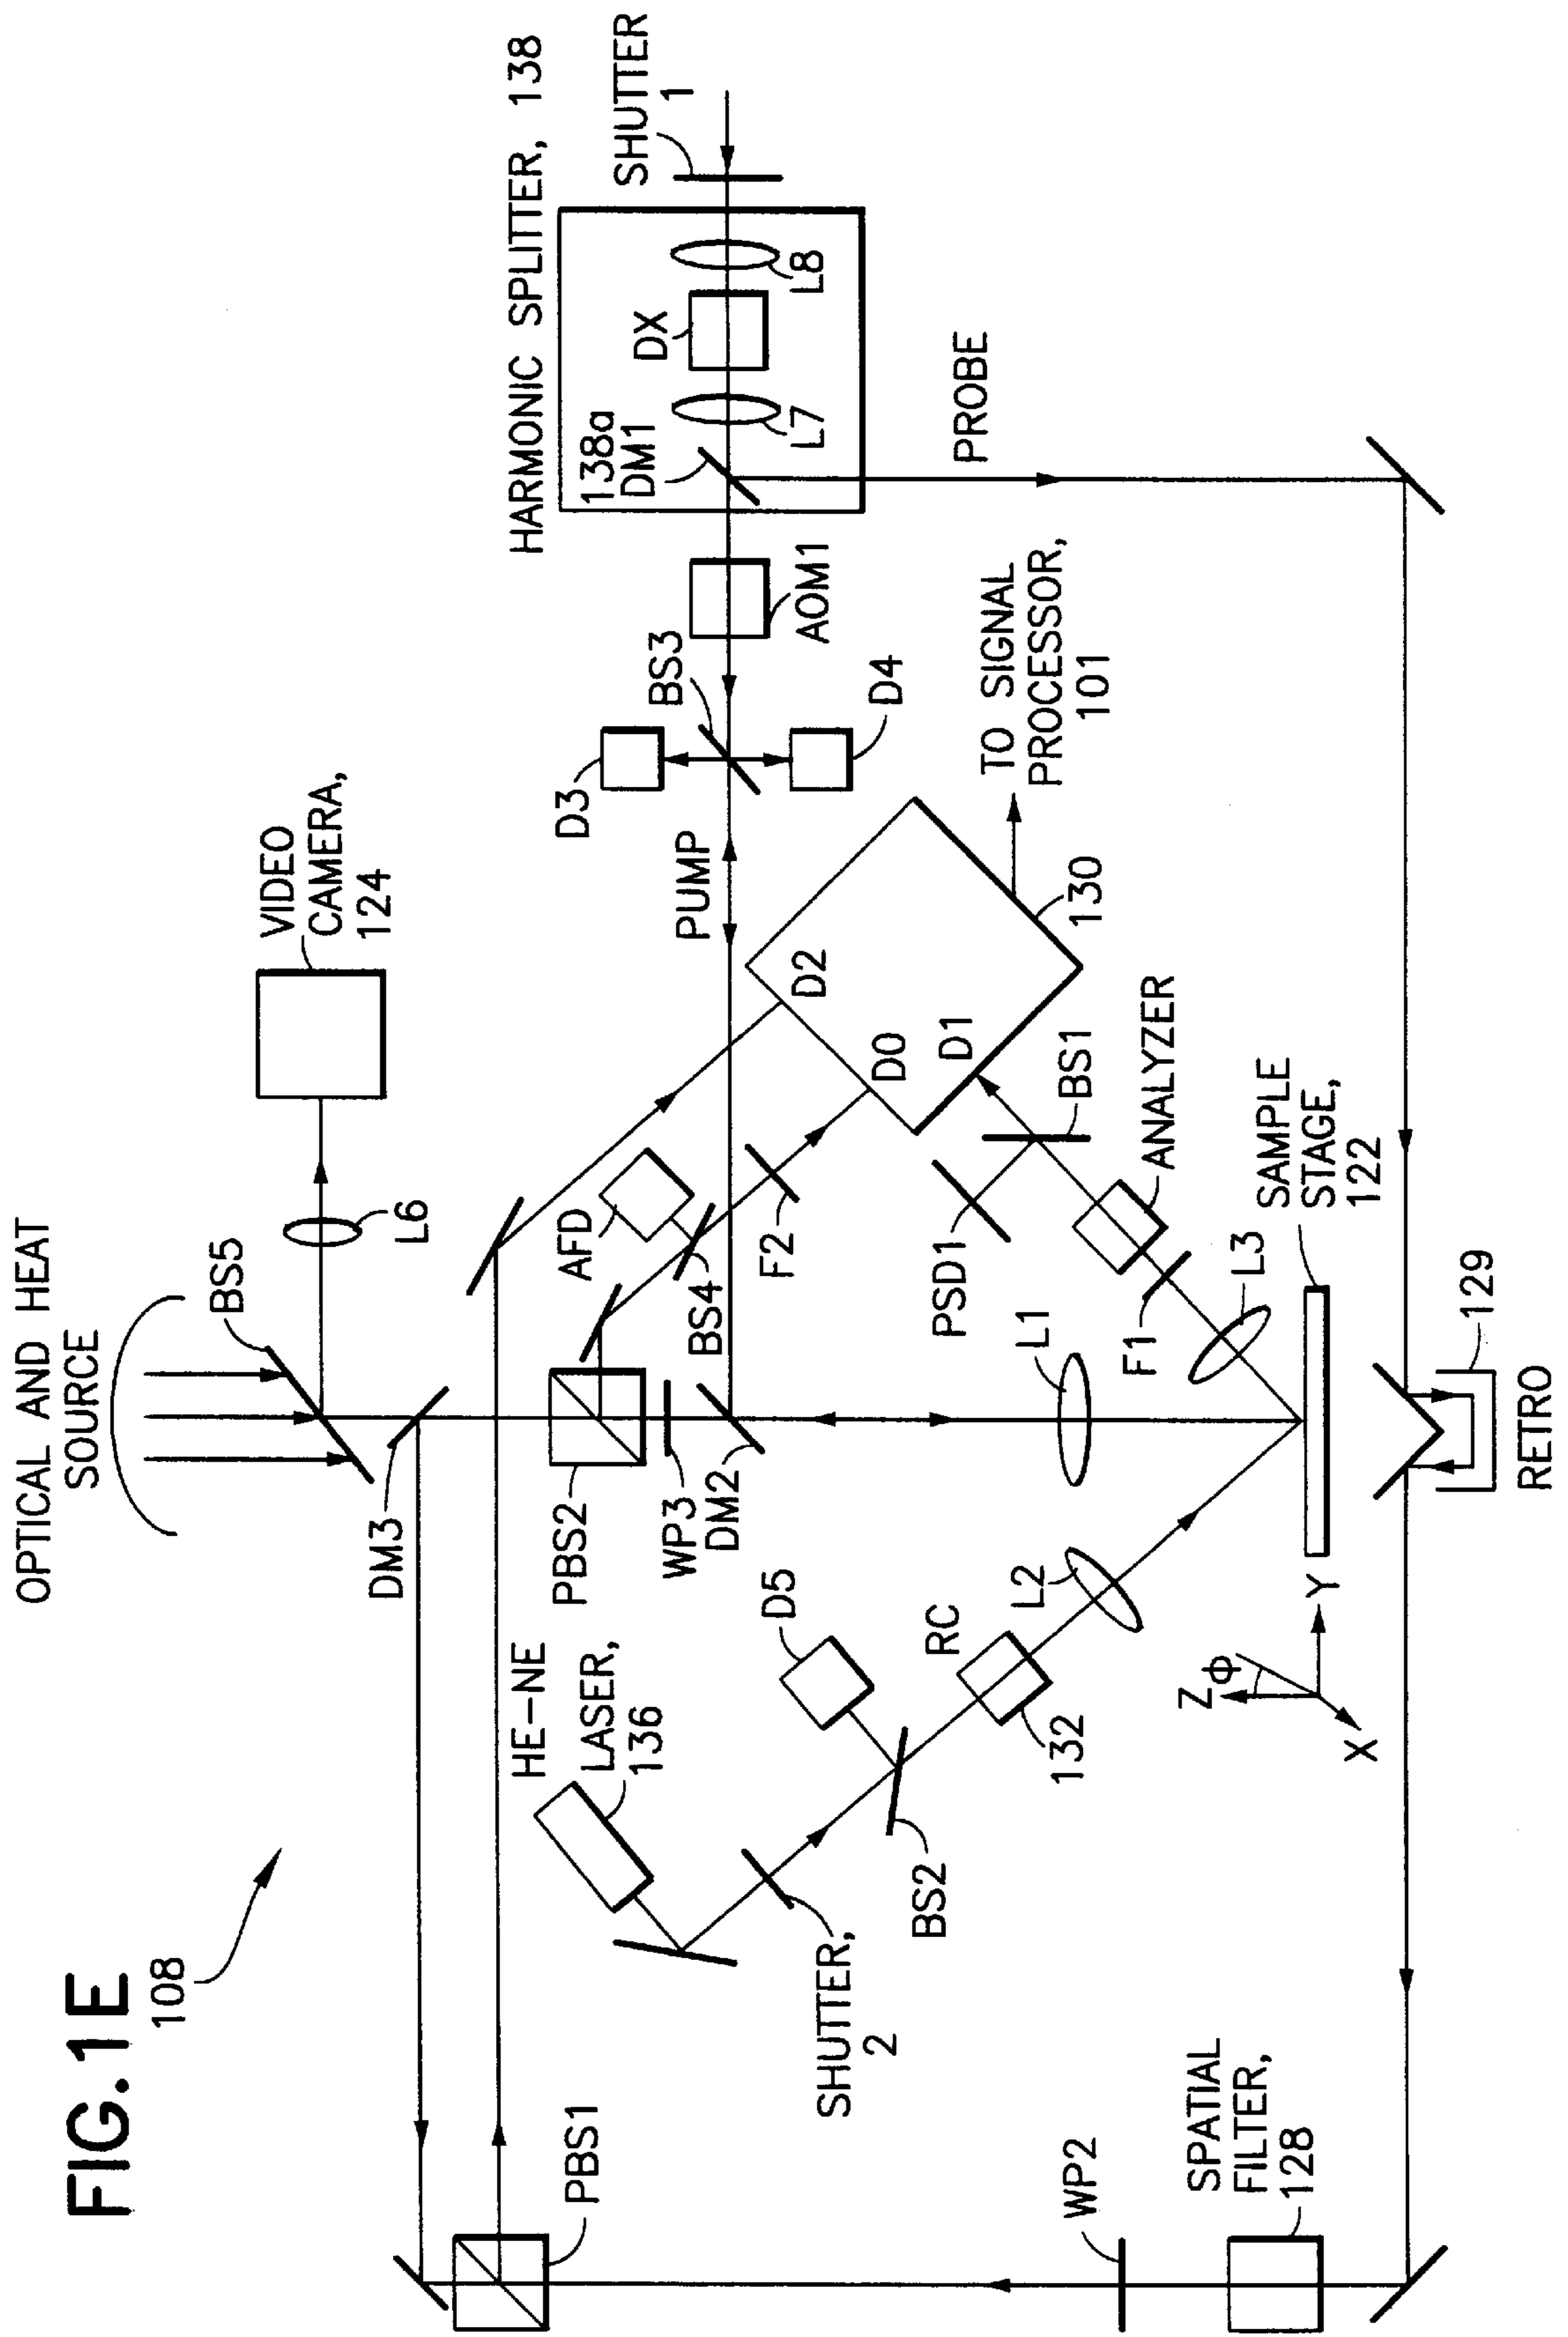 FIG.1E
108
OPTICAL AND HEAT
SOURCE
BS5
VIDEO
CAMERA,
124
L6
DM3
HARMONIC SPLITTER, 138
SHUTTER
1
138a
DM1
L7
DX
L8
PBS1
PBS2
WP3
DM2
AFD
BS4
F2
PUMP
D3
BS3
D4
AOM1
PROBE
HE-NE
LASER,
136
SHUTTER,
2
BS2
D5
RC
132
L2
L1
D2
D0
D1
130
TO SIGNAL
PROCESSOR,
101
PSD1
BS1
ANALYZER
F1
L3
SAMPLE
STAGE,
122
Z
Φ
Y
X
WP2
SPATIAL
FILTER,
128
129
RETRO